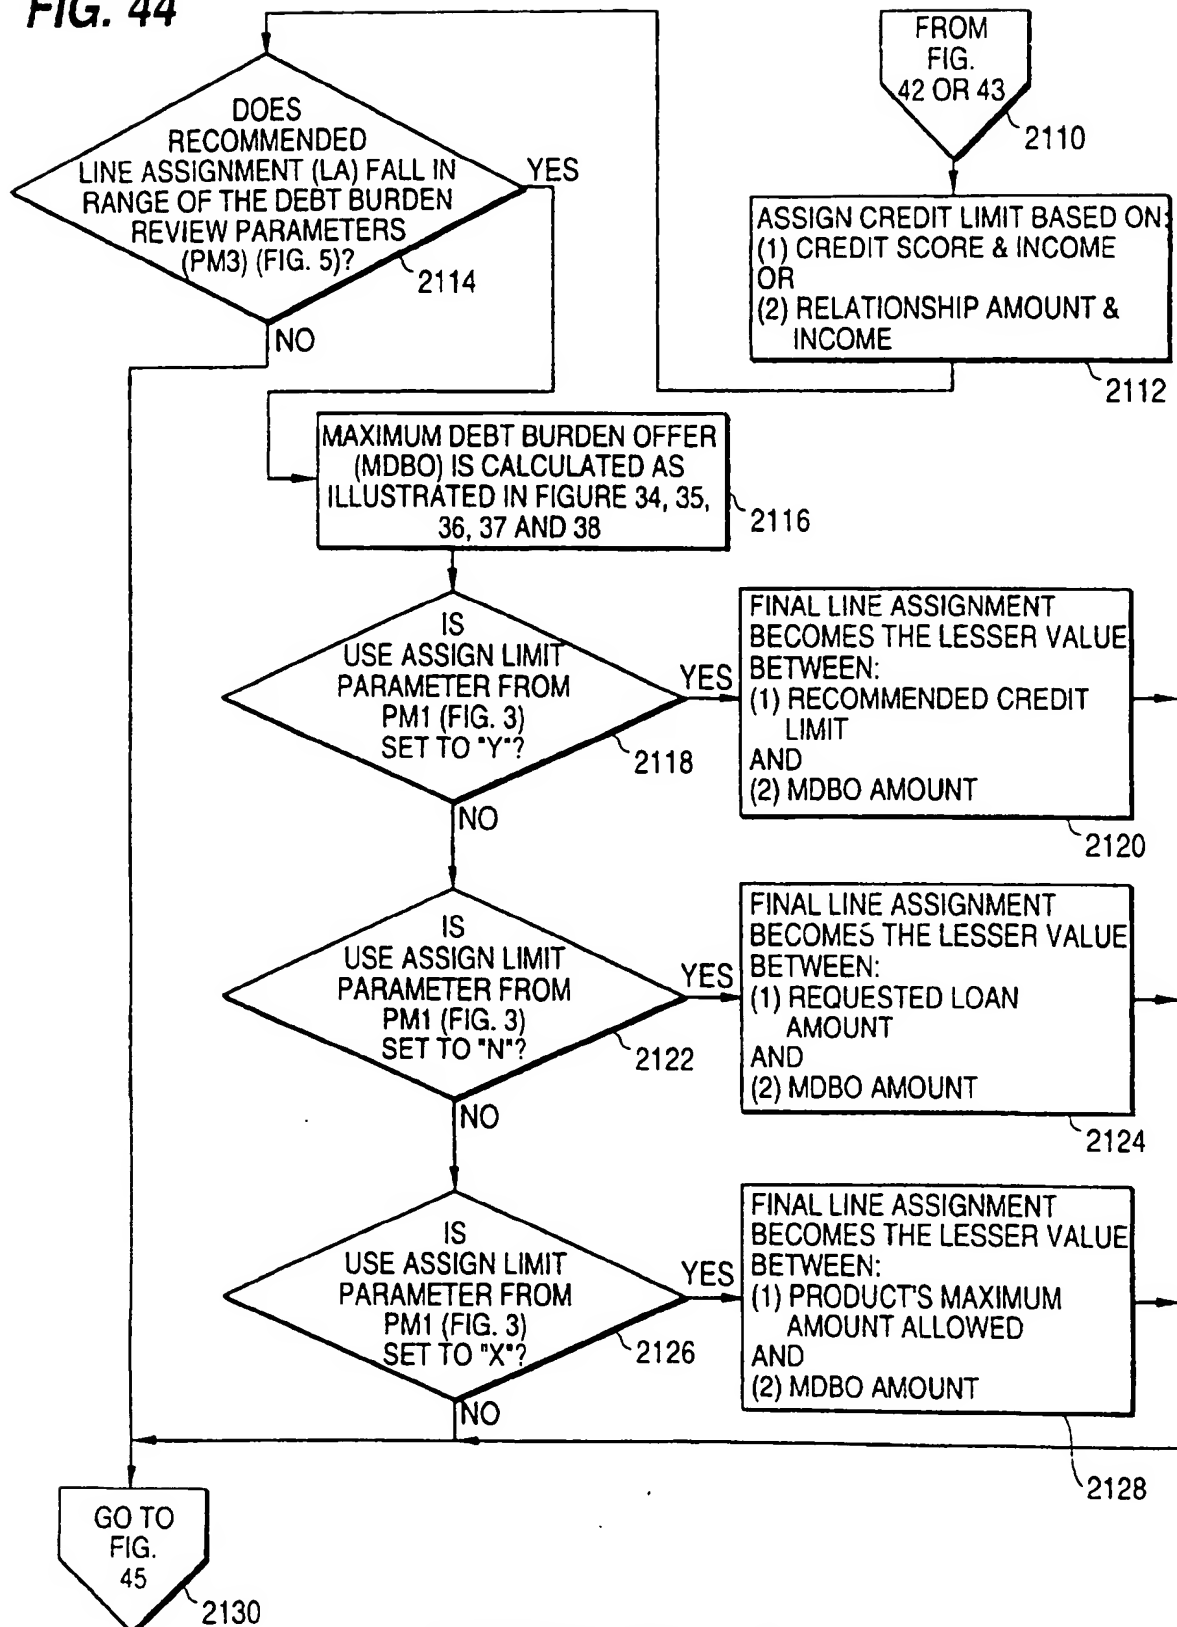 FIG. 44
FROM
FIG.
42 OR 43
2110
ASSIGN CREDIT LIMIT BASED ON:
(1) CREDIT SCORE & INCOME
OR
(2) RELATIONSHIP AMOUNT &
INCOME
2112
DOES
RECOMMENDED
LINE ASSIGNMENT (LA) FALL IN
RANGE OF THE DEBT BURDEN
REVIEW PARAMETERS
(PM3) (FIG. 5)?
2114
YES
NO
MAXIMUM DEBT BURDEN OFFER
(MDBO) IS CALCULATED AS
ILLUSTRATED IN FIGURE 34, 35,
36, 37 AND 38
2116
IS
USE ASSIGN LIMIT
PARAMETER FROM
PM1 (FIG. 3)
SET TO "Y"?
2118
YES
NO
FINAL LINE ASSIGNMENT
BECOMES THE LESSER VALUE
BETWEEN:
(1) RECOMMENDED CREDIT
LIMIT
AND
(2) MDBO AMOUNT
2120
IS
USE ASSIGN LIMIT
PARAMETER FROM
PM1 (FIG. 3)
SET TO "N"?
2122
YES
NO
FINAL LINE ASSIGNMENT
BECOMES THE LESSER VALUE
BETWEEN:
(1) REQUESTED LOAN
AMOUNT
AND
(2) MDBO AMOUNT
2124
IS
USE ASSIGN LIMIT
PARAMETER FROM
PM1 (FIG. 3)
SET TO "X"?
2126
YES
NO
FINAL LINE ASSIGNMENT
BECOMES THE LESSER VALUE
BETWEEN:
(1) PRODUCT'S MAXIMUM
AMOUNT ALLOWED
AND
(2) MDBO AMOUNT
2128
GO TO
FIG.
45
2130